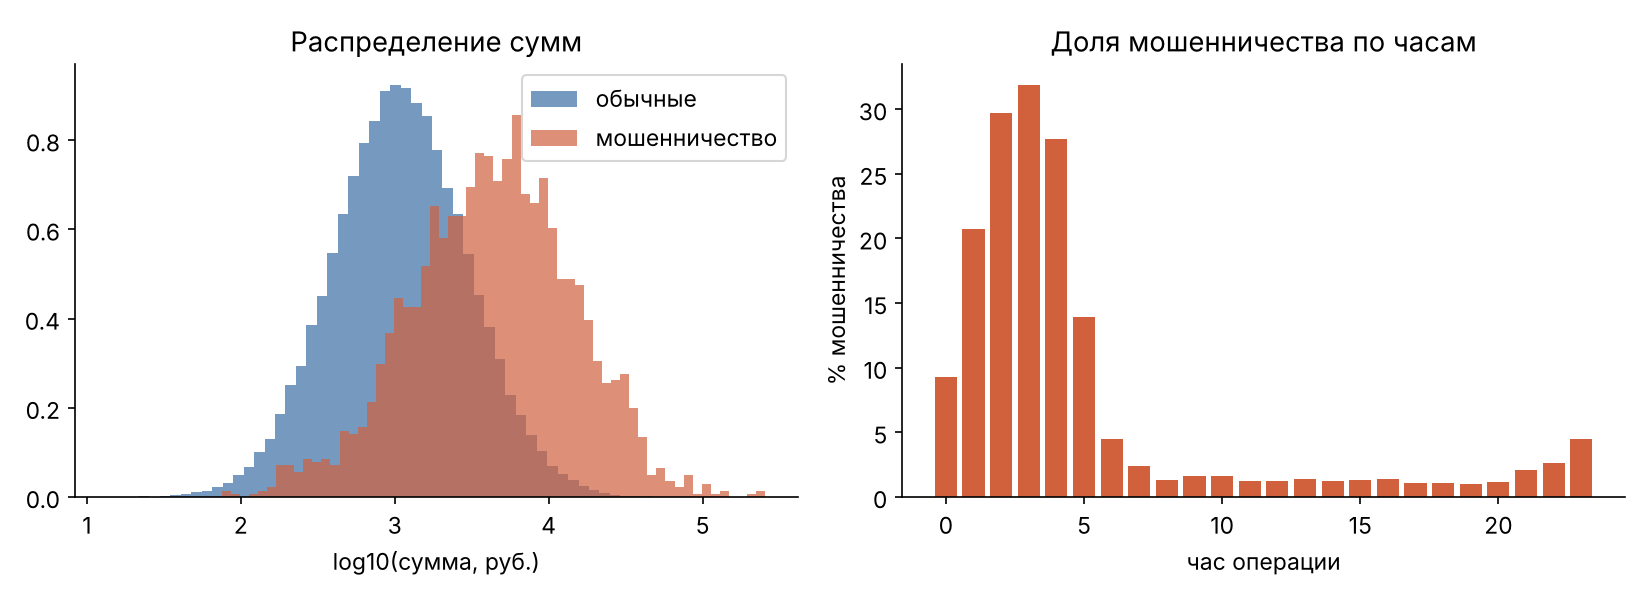 Распределение сумм
обычные
мошенничество
0.8
0.6
0.4
0.2
0.0
1 2 3 4 5
log10(сумма, руб.)
Доля мошенничества по часам
% мошенничества
30
25
20
15
10
5
0
0 5 10 15 20
час операции